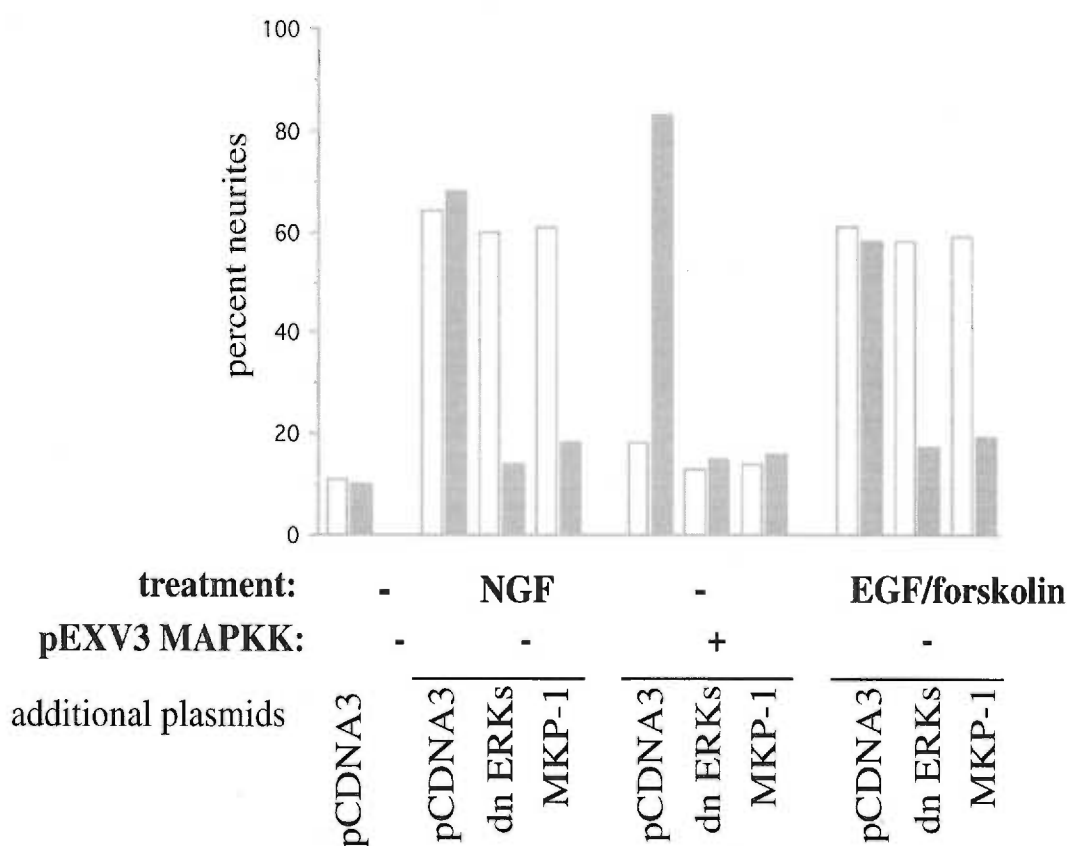 100
80
60
40
20
0
percent neurites
treatment: - NGF - EGF/forskolin
pEXV3 MAPKK: - - + -
additional plasmids
pCDNA3
pCDNA3
dn ERKs
MKP-1
pCDNA3
dn ERKs
MKP-1
pCDNA3
dn ERKs
MKP-1